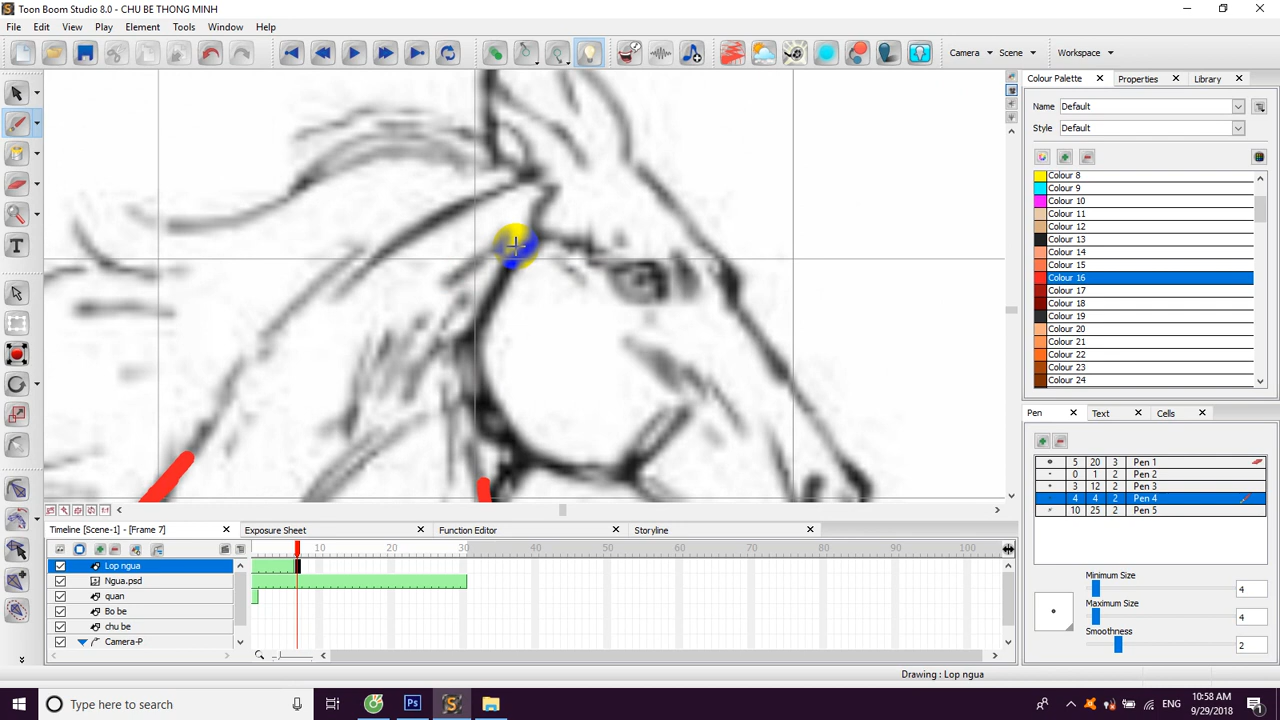 Toon Boom Studio 8.0 - CHU BE THONG MINH
File Edit View Play Element Tools Window Help
Camera Scene Workspace
Colour Palette Properties Library
Name Default
Style Default
Colour 8
Colour 9
Colour 10
Colour 11
Colour 12
Colour 13
Colour 14
Colour 15
Colour 16
Colour 17
Colour 18
Colour 19
Colour 20
Colour 21
Colour 22
Colour 23
Colour 24
Pen Text Cells
5 20 3 Pen 1
0 1 2 Pen 2
3 12 2 Pen 3
4 4 2 Pen 4
10 25 2 Pen 5
Minimum Size
4
Maximum Size
4
Smoothness
2
Timeline [Scene-1] - [Frame 7] Exposure Sheet Function Editor Storyline
10 20 30 40 50 60 70 80 90 100
Lop ngua
Ngua.psd
quan
Bo be
chu be
Camera-P
Drawing : Lop ngua
Type here to search
ENG
10:58 AM
9/29/2018